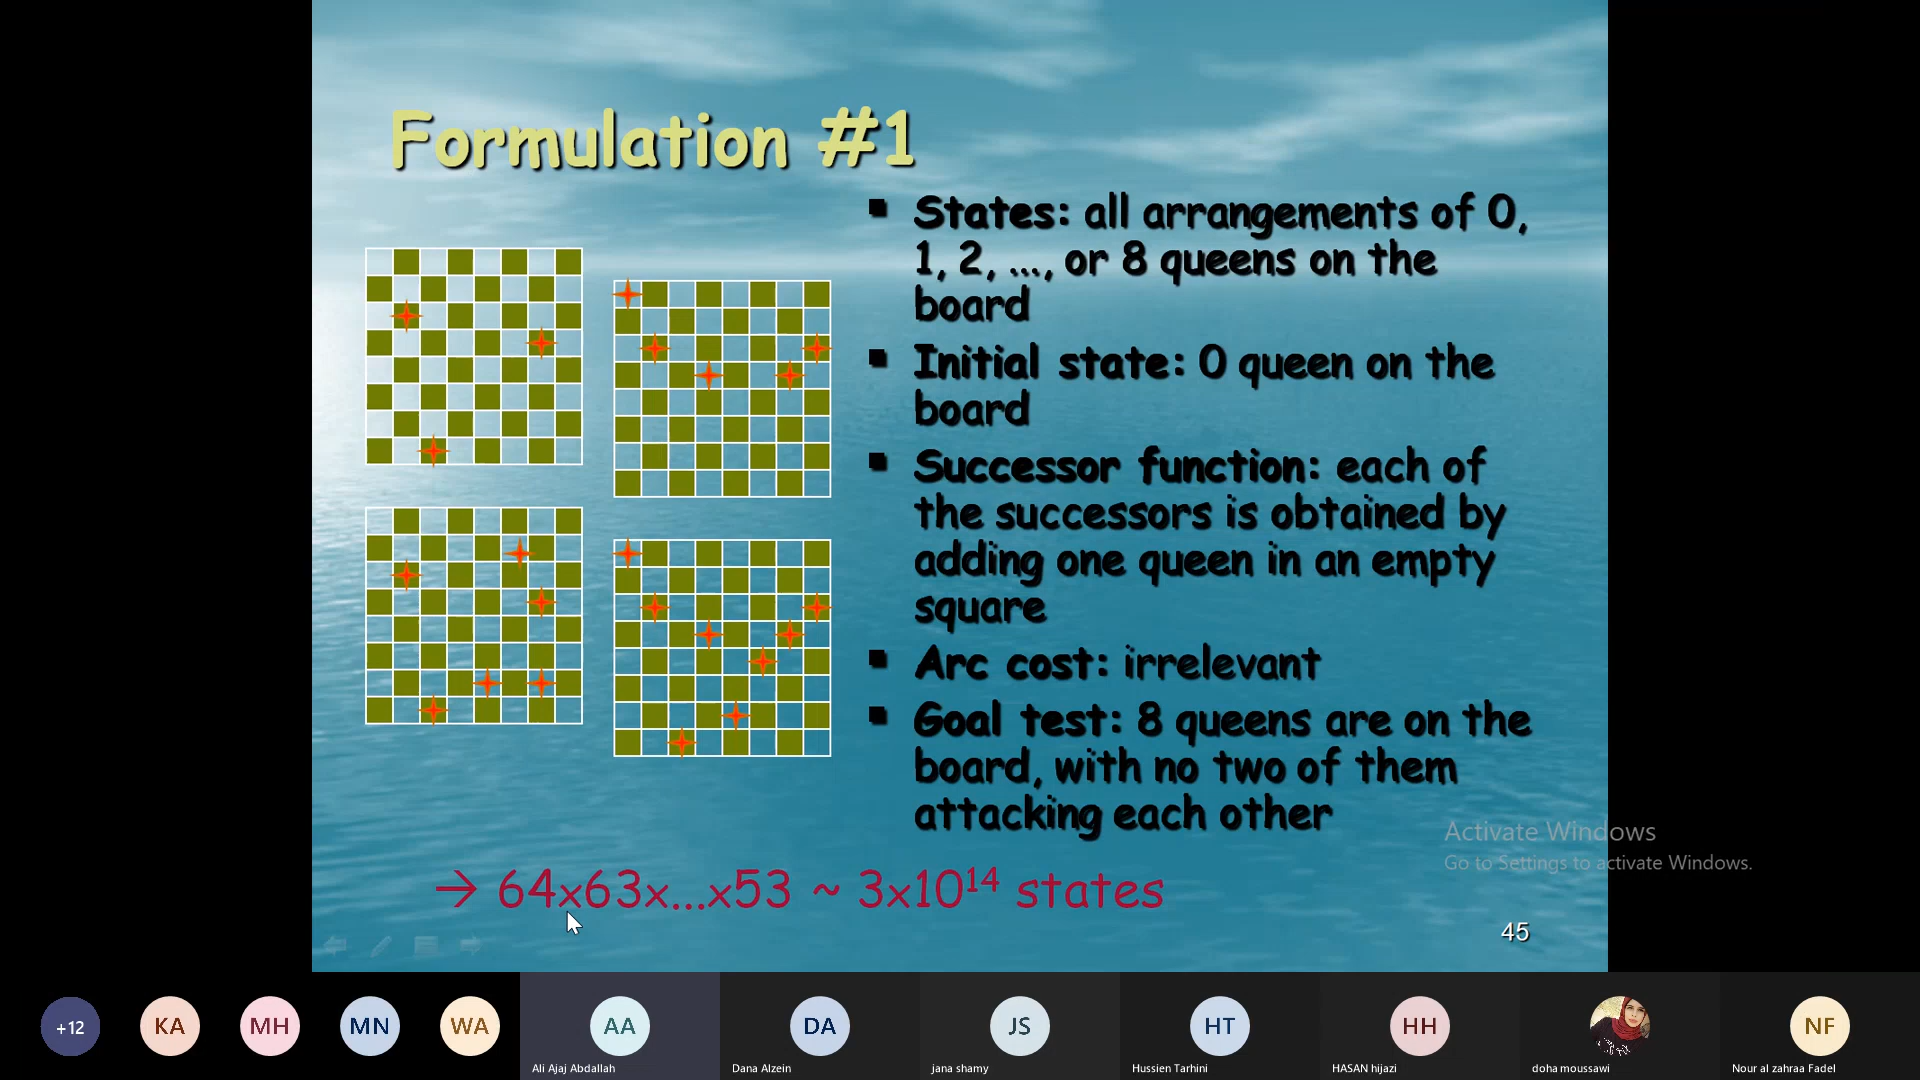 Formulation #1
▪ States: all arrangements of 0,
1, 2, ..., or 8 queens on the
board
▪ Initial state: 0 queen on the
board
▪ Successor function: each of
the successors is obtained by
adding one queen in an empty
square
▪ Arc cost: irrelevant
▪ Goal test: 8 queens are on the
board, with no two of them
attacking each other
→ 64x63x...x53 ~ 3x10¹⁴ states
Activate Windows
Go to Settings to activate Windows.
45
+12
KA
MH
MN
WA
AA
DA
JS
HT
HH
NF
Ali Ajaj Abdallah
Dana Alzein
jana shamy
Hussien Tarhini
HASAN hijazi
doha moussawi
Nour al zahraa Fadel